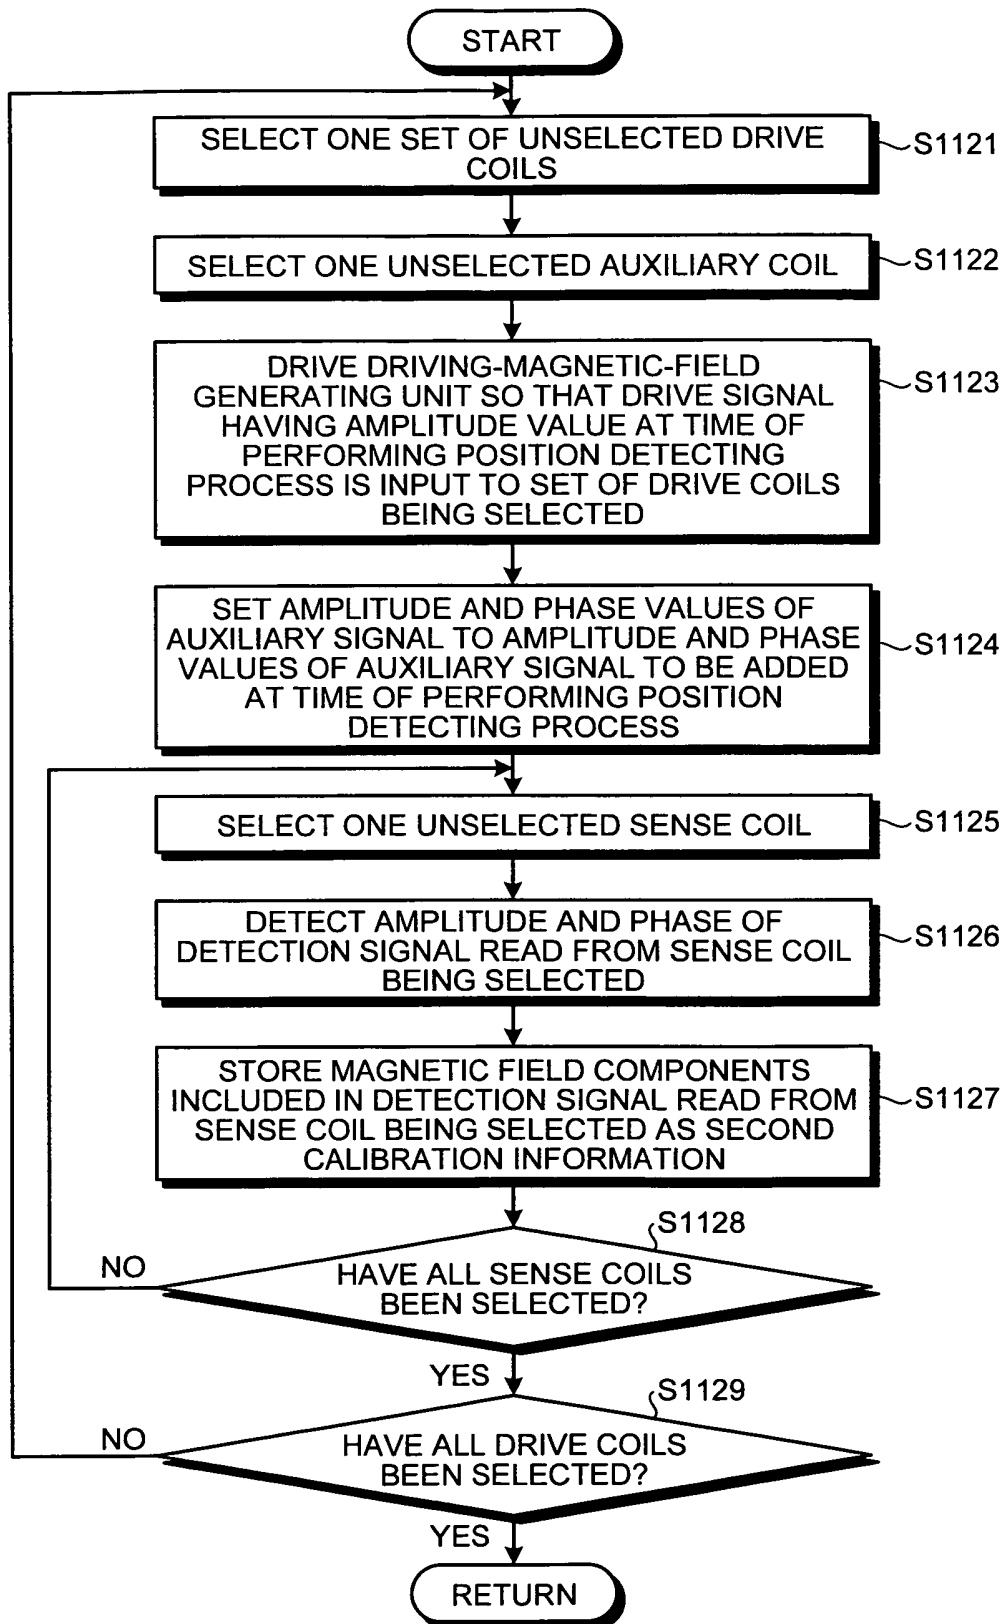 START
SELECT ONE SET OF UNSELECTED DRIVE
COILS
S1121
SELECT ONE UNSELECTED AUXILIARY COIL
S1122
DRIVE DRIVING-MAGNETIC-FIELD
GENERATING UNIT SO THAT DRIVE SIGNAL
HAVING AMPLITUDE VALUE AT TIME OF
PERFORMING POSITION DETECTING
PROCESS IS INPUT TO SET OF DRIVE COILS
BEING SELECTED
S1123
SET AMPLITUDE AND PHASE VALUES OF
AUXILIARY SIGNAL TO AMPLITUDE AND PHASE
VALUES OF AUXILIARY SIGNAL TO BE ADDED
AT TIME OF PERFORMING POSITION
DETECTING PROCESS
S1124
SELECT ONE UNSELECTED SENSE COIL
S1125
DETECT AMPLITUDE AND PHASE OF
DETECTION SIGNAL READ FROM SENSE COIL
BEING SELECTED
S1126
STORE MAGNETIC FIELD COMPONENTS
INCLUDED IN DETECTION SIGNAL READ FROM
SENSE COIL BEING SELECTED AS SECOND
CALIBRATION INFORMATION
S1127
S1128
NO
HAVE ALL SENSE COILS
BEEN SELECTED?
YES
S1129
NO
HAVE ALL DRIVE COILS
BEEN SELECTED?
YES
RETURN